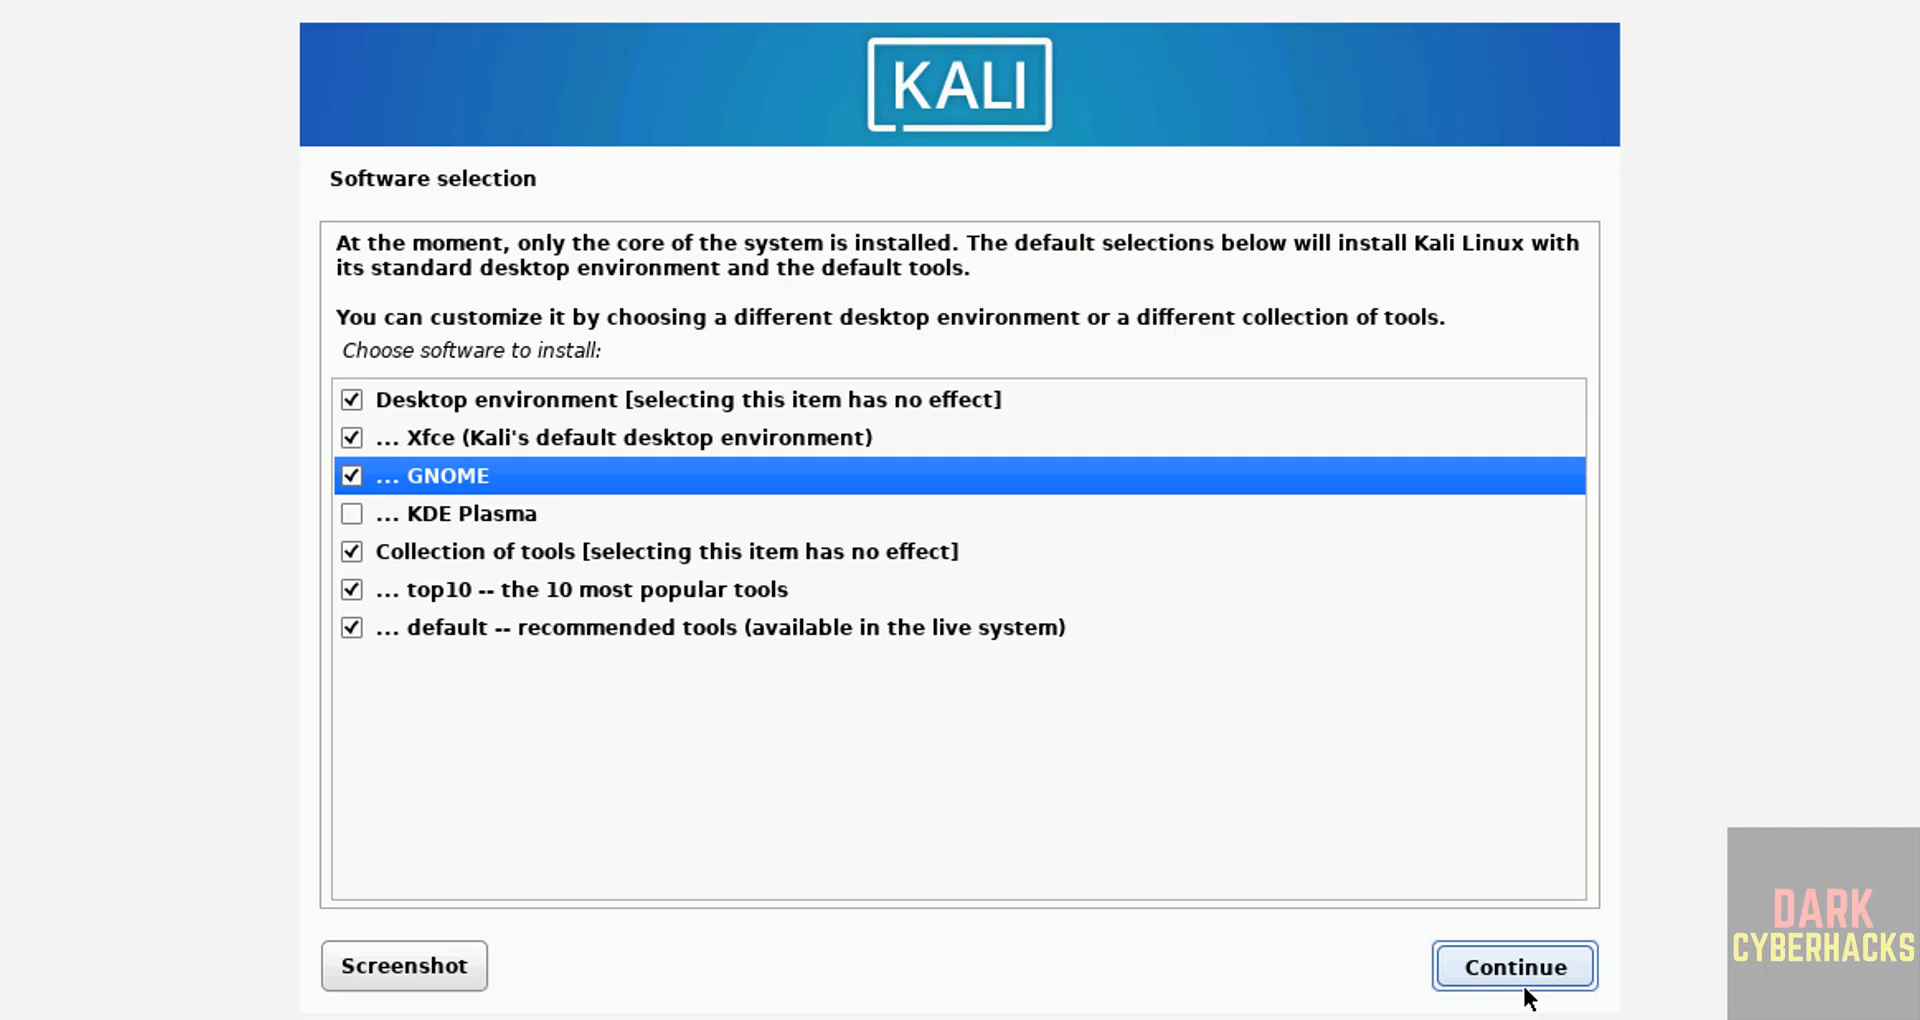 KALI
Software selection
At the moment, only the core of the system is installed. The default selections below will install Kali Linux with
its standard desktop environment and the default tools.
You can customize it by choosing a different desktop environment or a different collection of tools.
Choose software to install:
Desktop environment [selecting this item has no effect]
... Xfce (Kali's default desktop environment)
... GNOME
... KDE Plasma
Collection of tools [selecting this item has no effect]
... top10 -- the 10 most popular tools
... default -- recommended tools (available in the live system)
Screenshot
Continue
DARK
CYBERHACKS